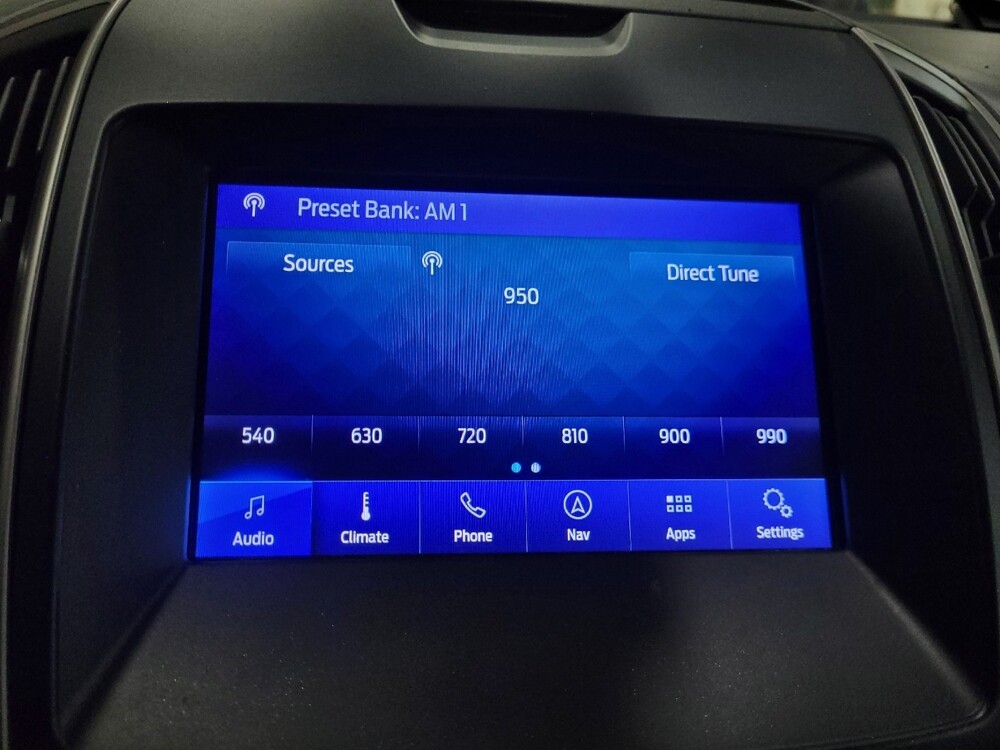 Preset Bank: AM 1
Sources
Direct Tune
950
540 630 720 810 900 990
Audio Climate Phone Nav Apps Settings